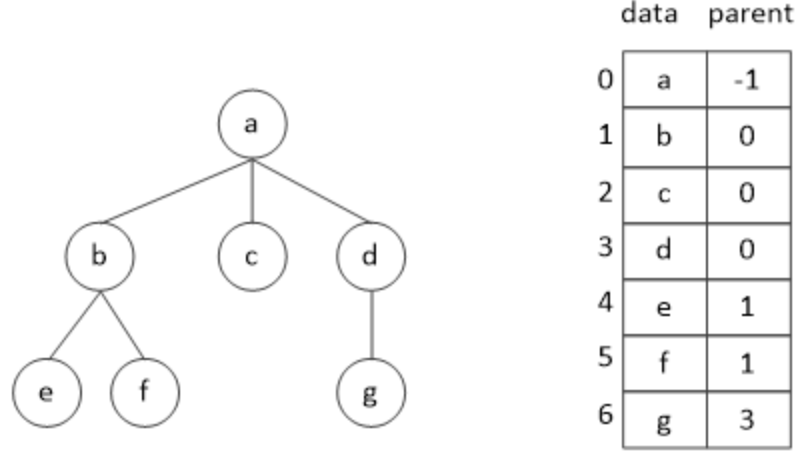 data parent
a
b c d
e f g
0 a -1
1 b 0
2 c 0
3 d 0
4 e 1
5 f 1
6 g 3